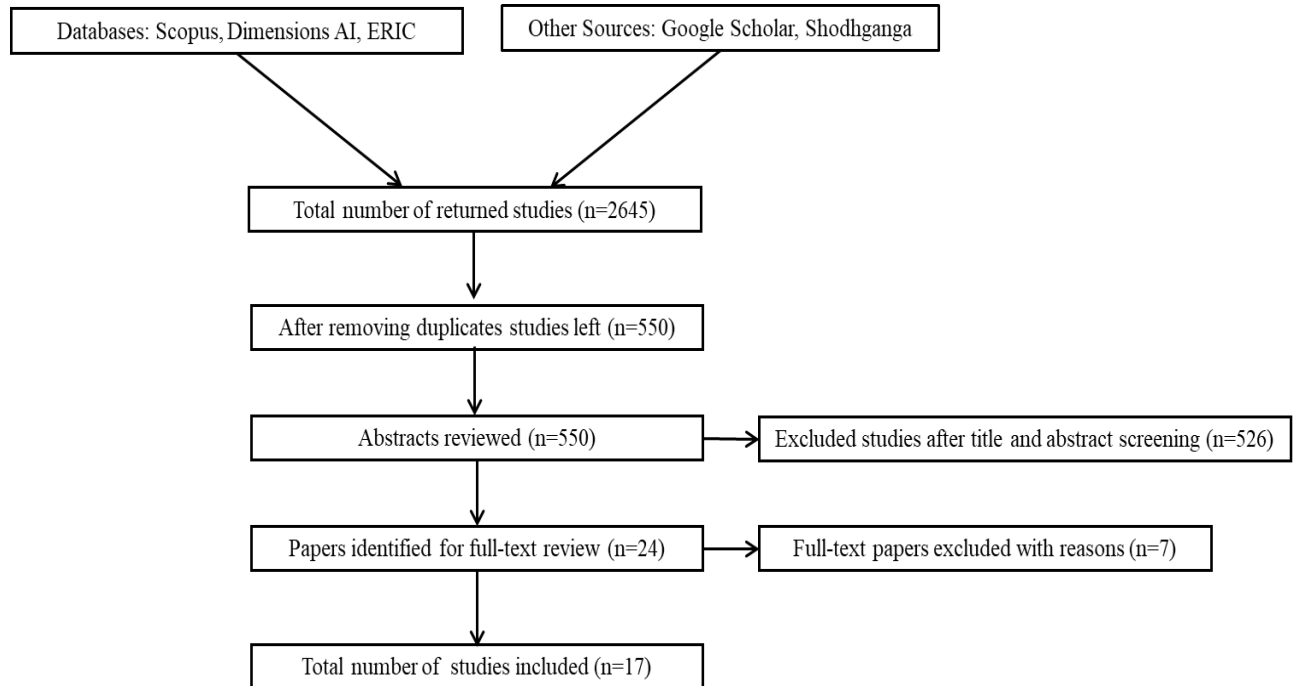 Databases: Scopus, Dimensions AI, ERIC
Other Sources: Google Scholar, Shodhganga
Total number of returned studies (n=2645)
After removing duplicates studies left (n=550)
Abstracts reviewed (n=550)
Excluded studies after title and abstract screening (n=526)
Papers identified for full-text review (n=24)
Full-text papers excluded with reasons (n=7)
Total number of studies included (n=17)